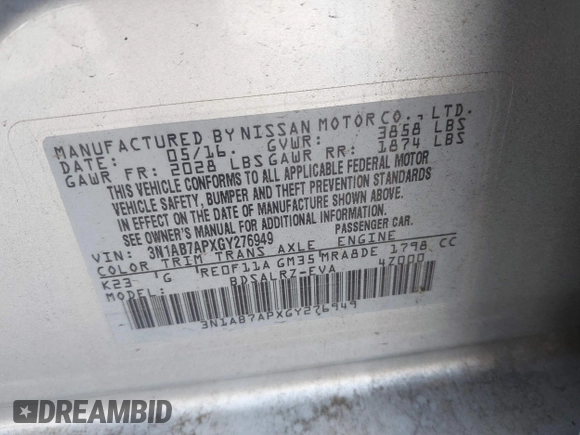 MANUFACTURED BY NISSAN MOTOR CO., LTD.
DATE: 05/16. GVWR: 3858 LBS
GAWR FR: 2028 LBS GAWR RR: 1874 LBS
THIS VEHICLE CONFORMS TO ALL APPLICABLE FEDERAL MOTOR
VEHICLE SAFETY, BUMPER AND THEFT PREVENTION STANDARDS
IN EFFECT ON THE DATE OF MANUFACTURE SHOWN ABOVE.
SEE OWNER'S MANUAL FOR ADDITIONAL INFORMATION.
VIN: 3N1AB7APXGY276949 PASSENGER CAR.
COLOR TRIM TRANS AXLE ENGINE
K23 'G RE0F11A GM35 MRA8DE 1798 CC
MODEL: BDSALRZ-EVA 4Z000
3N1AB7APXGY276949
DREAMBID